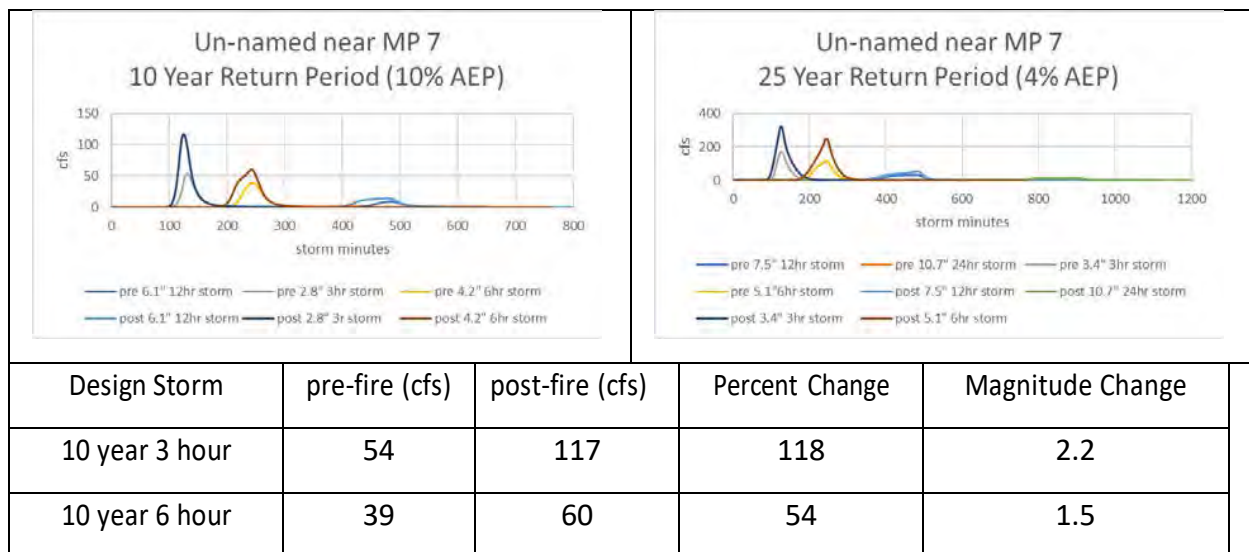 Un-named near MP 7
10 Year Return Period (10% AEP)
150
100
50
0
cfs
0 100 200 300 400 500 600 700 800
storm minutes
pre 6.1" 12hr storm pre 2.8" 3hr storm pre 4.2" 6hr storm
post 6.1" 12hr storm post 2.8" 3r storm post 4.2" 6hr storm
Un-named near MP 7
25 Year Return Period (4% AEP)
400
200
0
cfs
0 200 400 600 800 1000 1200
storm minutes
pre 7.5" 12hr storm pre 10.7" 24hr storm pre 3.4" 3hr storm
pre 5.1"6hr storm post 7.5" 12hr storm post 10.7" 24hr storm
post 3.4" 3hr storm post 5.1" 6hr storm
Design Storm pre-fire (cfs) post-fire (cfs) Percent Change Magnitude Change
10 year 3 hour 54 117 118 2.2
10 year 6 hour 39 60 54 1.5